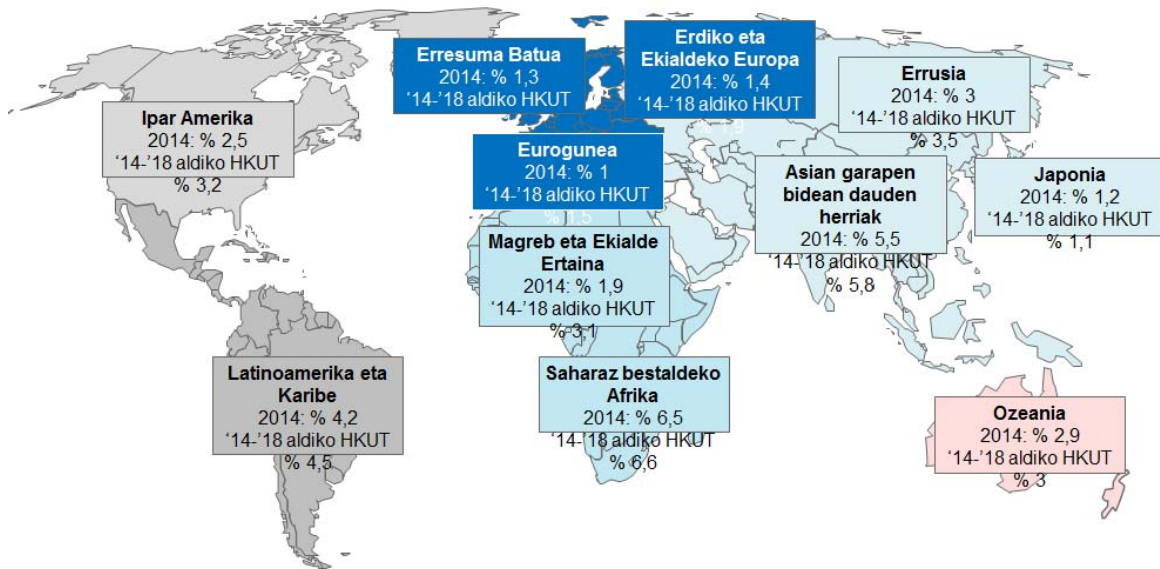 Erresuma Batua
2014: % 1,3
‘14-’18 aldiko HKUT
Erdiko eta
Ekialdeko Europa
2014: % 1,4
‘14-’18 aldiko HKUT
% 1,9
Errusia
2014: % 3
‘14-’18 aldiko HKUT
% 3,5
Ipar Amerika
2014: % 2,5
‘14-’18 aldiko HKUT
% 3,2
Eurogunea
2014: % 1
‘14-’18 aldiko HKUT
% 1,5
Asian garapen
bidean dauden
herriak
2014: % 5,5
‘14-’18 aldiko HKUT
% 5,8
Japonia
2014: % 1,2
‘14-’18 aldiko HKUT
% 1,1
Magreb eta Ekialde
Ertaina
2014: % 1,9
‘14-’18 aldiko HKUT
% 3,1
Latinoamerika eta
Karibe
2014: % 4,2
‘14-’18 aldiko HKUT
% 4,5
Saharaz bestaldeko
Afrika
2014: % 6,5
‘14-’18 aldiko HKUT
% 6,6
Ozeania
2014: % 2,9
‘14-’18 aldiko HKUT
% 3